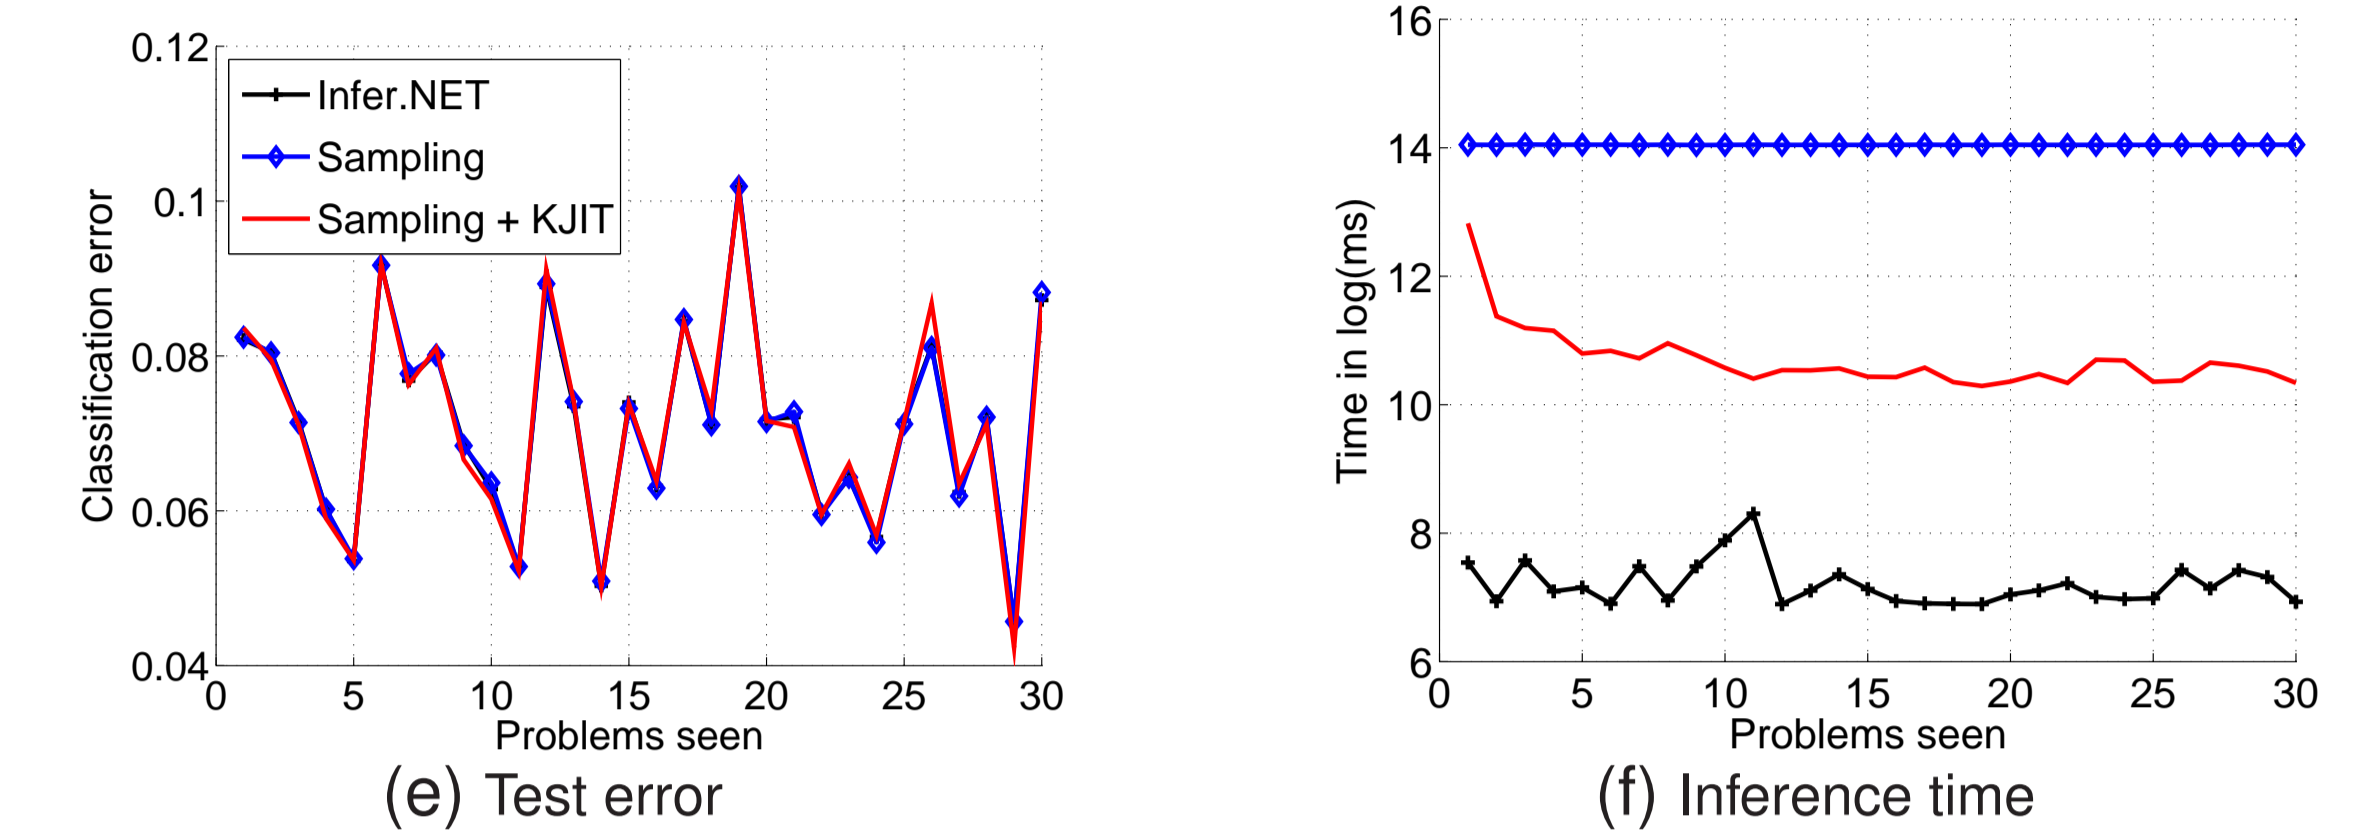 0.12
0.1
0.08
0.06
0.04
Classification error
Infer.NET
Sampling
Sampling + KJIT
0 5 10 15 20 25 30
Problems seen
(e) Test error
16
14
12
10
8
6
Time in log(ms)
0 5 10 15 20 25 30
Problems seen
(f) Inference time